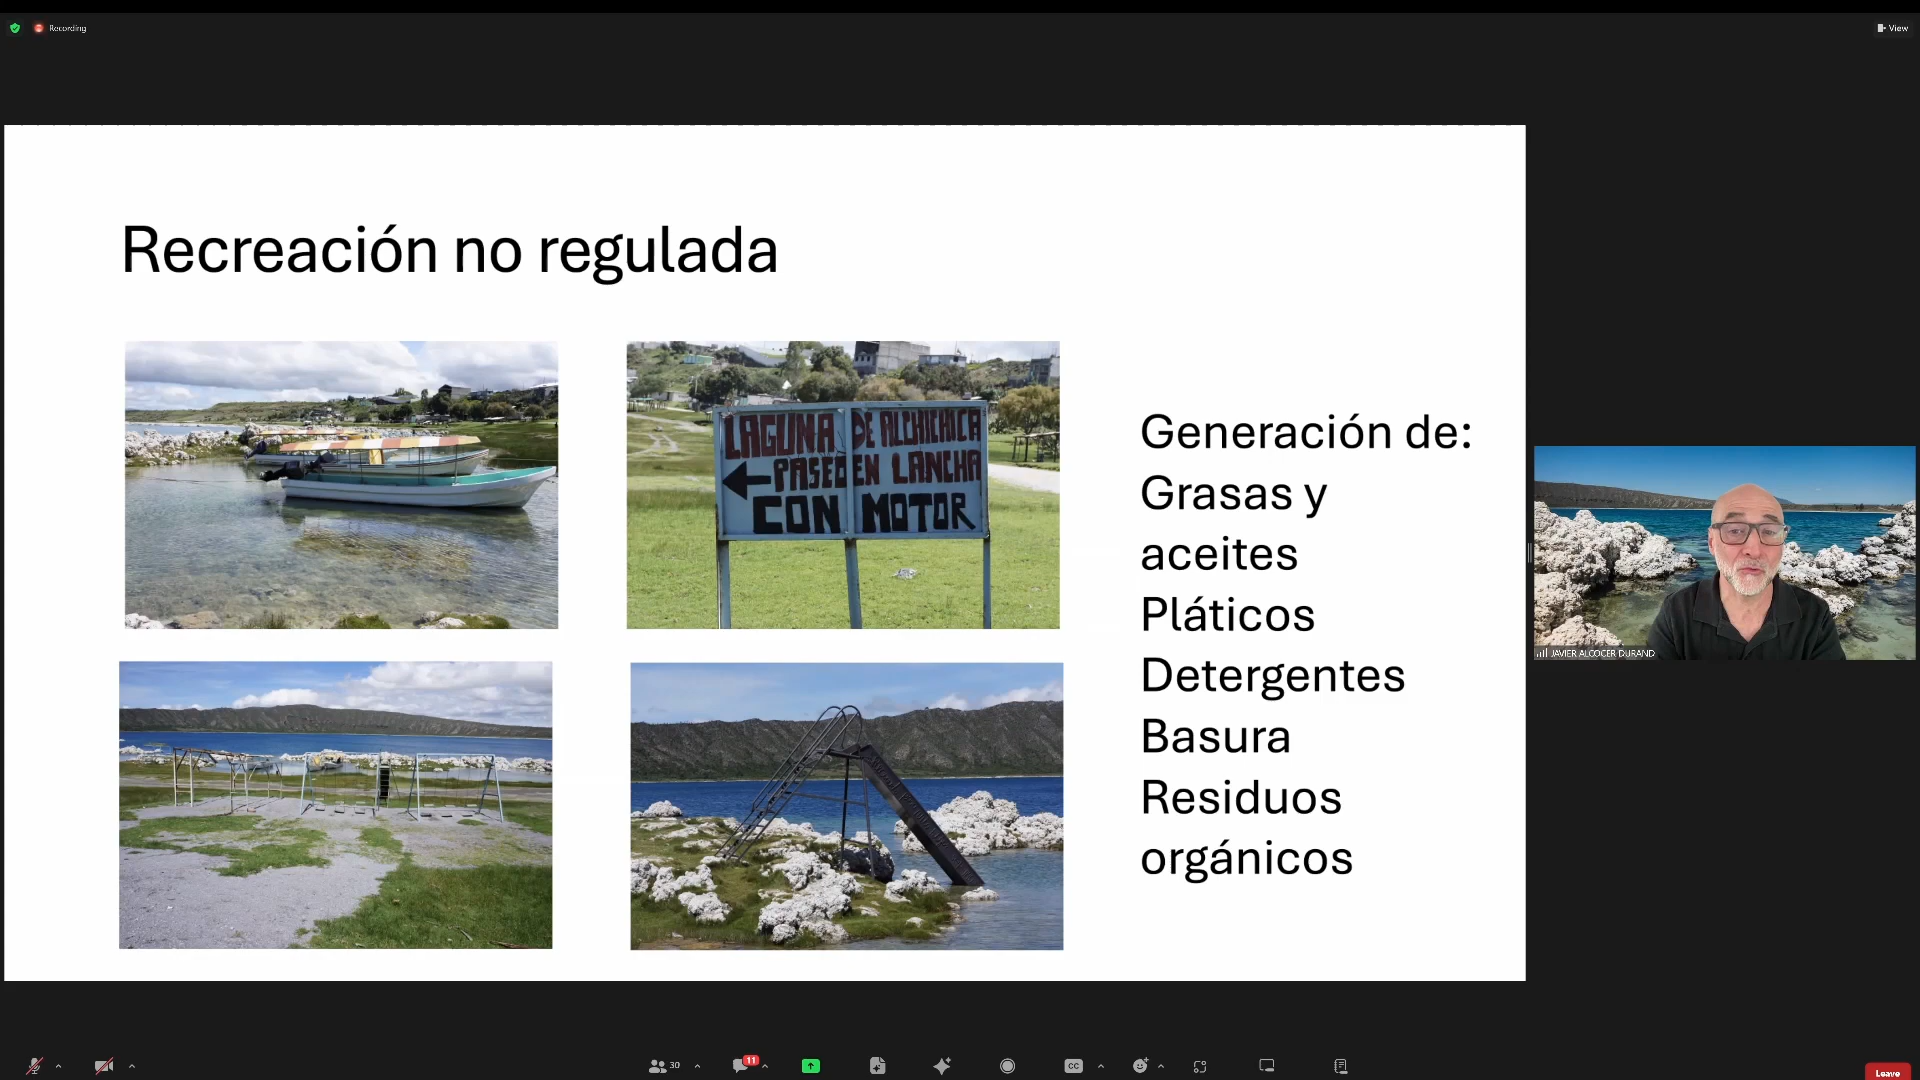 Recording
View
Recreación no regulada
LAGUNA DE ALCHICHICA
PASEO EN LANCHA
CON MOTOR
Generación de:
Grasas y
aceites
Pláticos
Detergentes
Basura
Residuos
orgánicos
JAVIER ALCOCER DURAND
30
11
CC
Leave